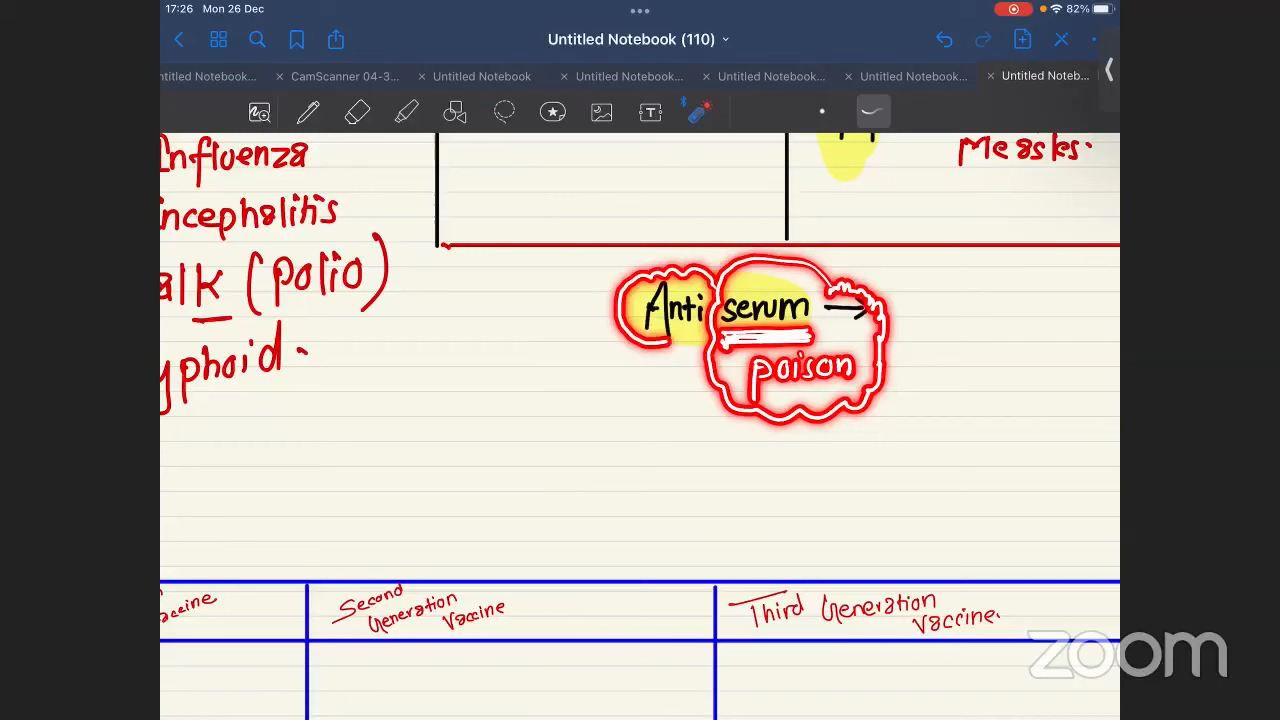 17:26 Mon 26 Dec
82%
Untitled Notebook (110)
ntitled Notebook...
CamScanner 04-3...
Untitled Notebook
Untitled Notebook...
Untitled Notebook...
Untitled Notebook...
Untitled Noteb...
Influenza
Measles.
ncephalitis
alk (Polio)
yphoid.
Anti serum →
poison
accine
Second Generation Vaccine
Third Generation Vaccine.
zoom